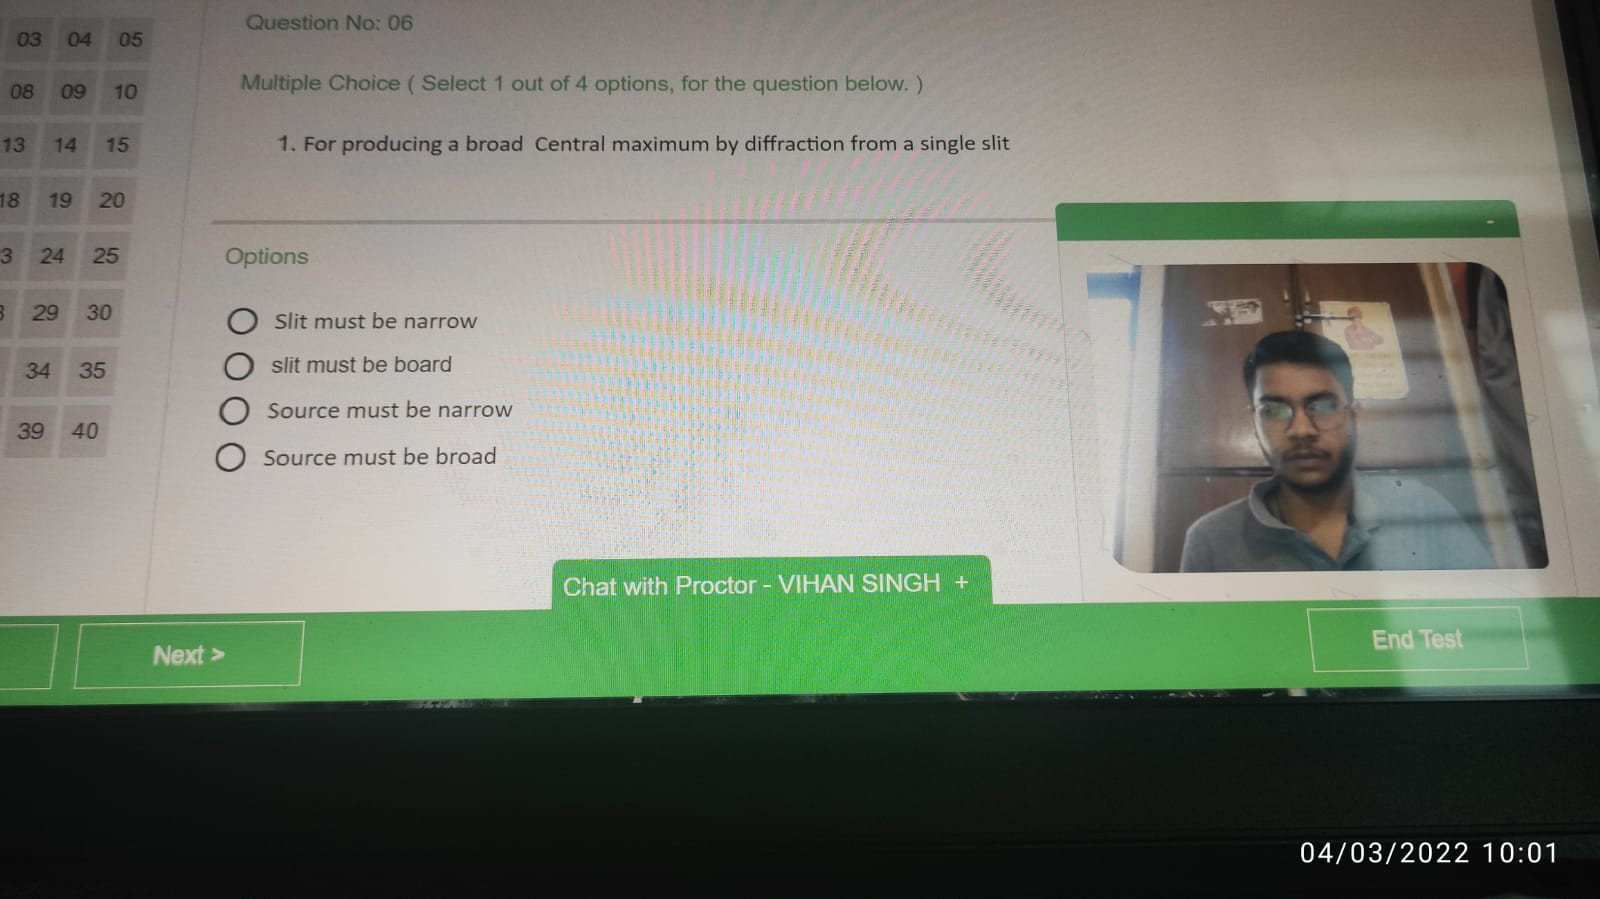 Question No: 06
03 04 05
Multiple Choice ( Select 1 out of 4 options, for the question below. )
08 09 10
1. For producing a broad Central maximum by diffraction from a single slit
13 14 15
18 19 20
-
Options
24 25
Slit must be narrow
29 30
slit must be board
34 35
Source must be narrow
39 40
Source must be broad
Chat with Proctor - VIHAN SINGH +
Next >
End Test
04/03/2022 10:01